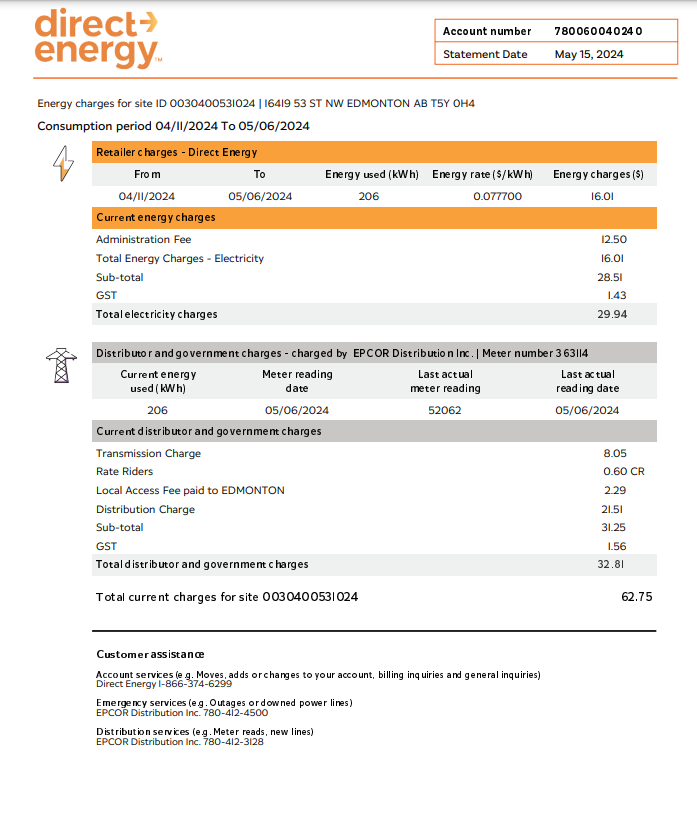 direct
energy™
Account number 780060040240
Statement Date May 15, 2024
Energy charges for site ID 0030400531024 | 16419 53 ST NW EDMONTON AB T5Y 0H4
Consumption period 04/11/2024 To 05/06/2024
Retailer charges - Direct Energy
From To Energy used (kWh) Energy rate ($/kWh) Energy charges ($)
04/11/2024 05/06/2024 206 0.077700 16.01
Current energy charges
Administration Fee 12.50
Total Energy Charges - Electricity 16.01
Sub-total 28.51
GST 1.43
Total electricity charges 29.94
Distributor and government charges - charged by EPCOR Distribution Inc. | Meter number 363114
Current energy Meter reading Last actual Last actual
used (kWh) date meter reading reading date
206 05/06/2024 52062 05/06/2024
Current distributor and government charges
Transmission Charge 8.05
Rate Riders 0.60 CR
Local Access Fee paid to EDMONTON 2.29
Distribution Charge 21.51
Sub-total 31.25
GST 1.56
Total distributor and government charges 32.81
Total current charges for site 0030400531024 62.75
Customer assistance
Account services (e.g. Moves, adds or changes to your account, billing inquiries and general inquiries)
Direct Energy 1-866-374-6299
Emergency services (e.g. Outages or downed power lines)
EPCOR Distribution Inc. 780-412-4500
Distribution services (e.g. Meter reads, new lines)
EPCOR Distribution Inc. 780-412-3128